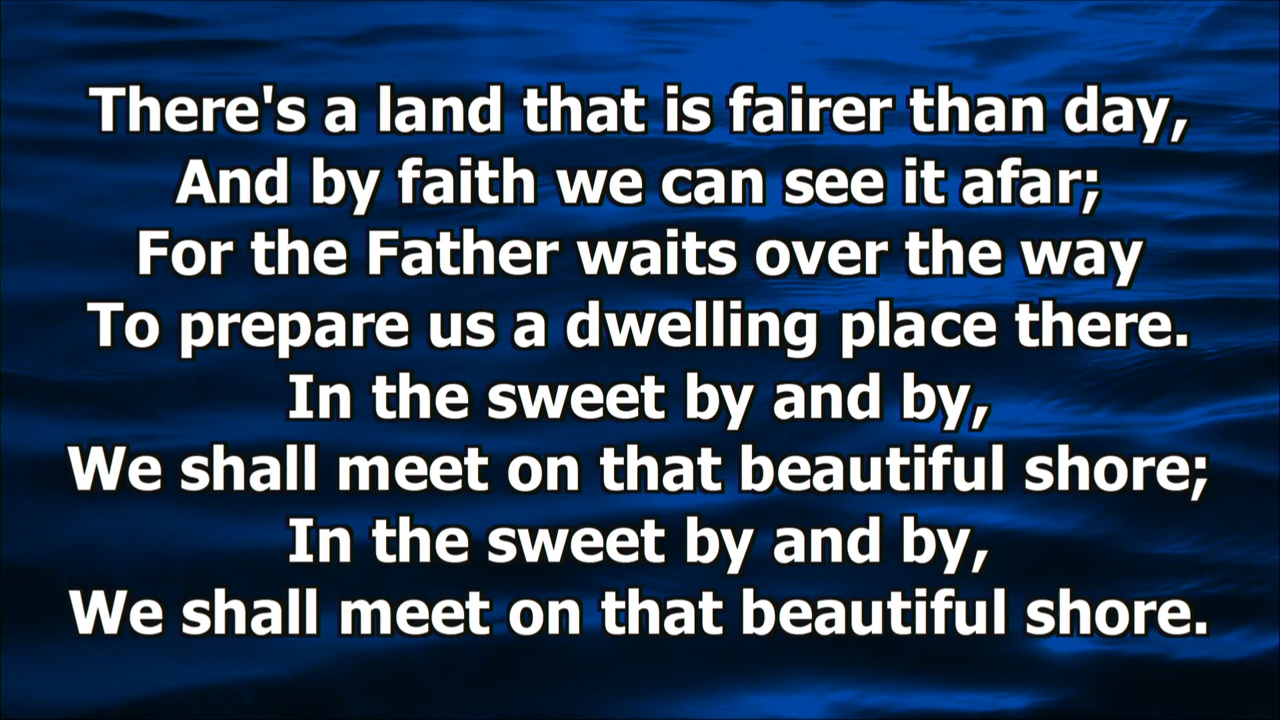 There's a land that is fairer than day,
And by faith we can see it afar;
For the Father waits over the way
To prepare us a dwelling place there.
In the sweet by and by,
We shall meet on that beautiful shore;
In the sweet by and by,
We shall meet on that beautiful shore.